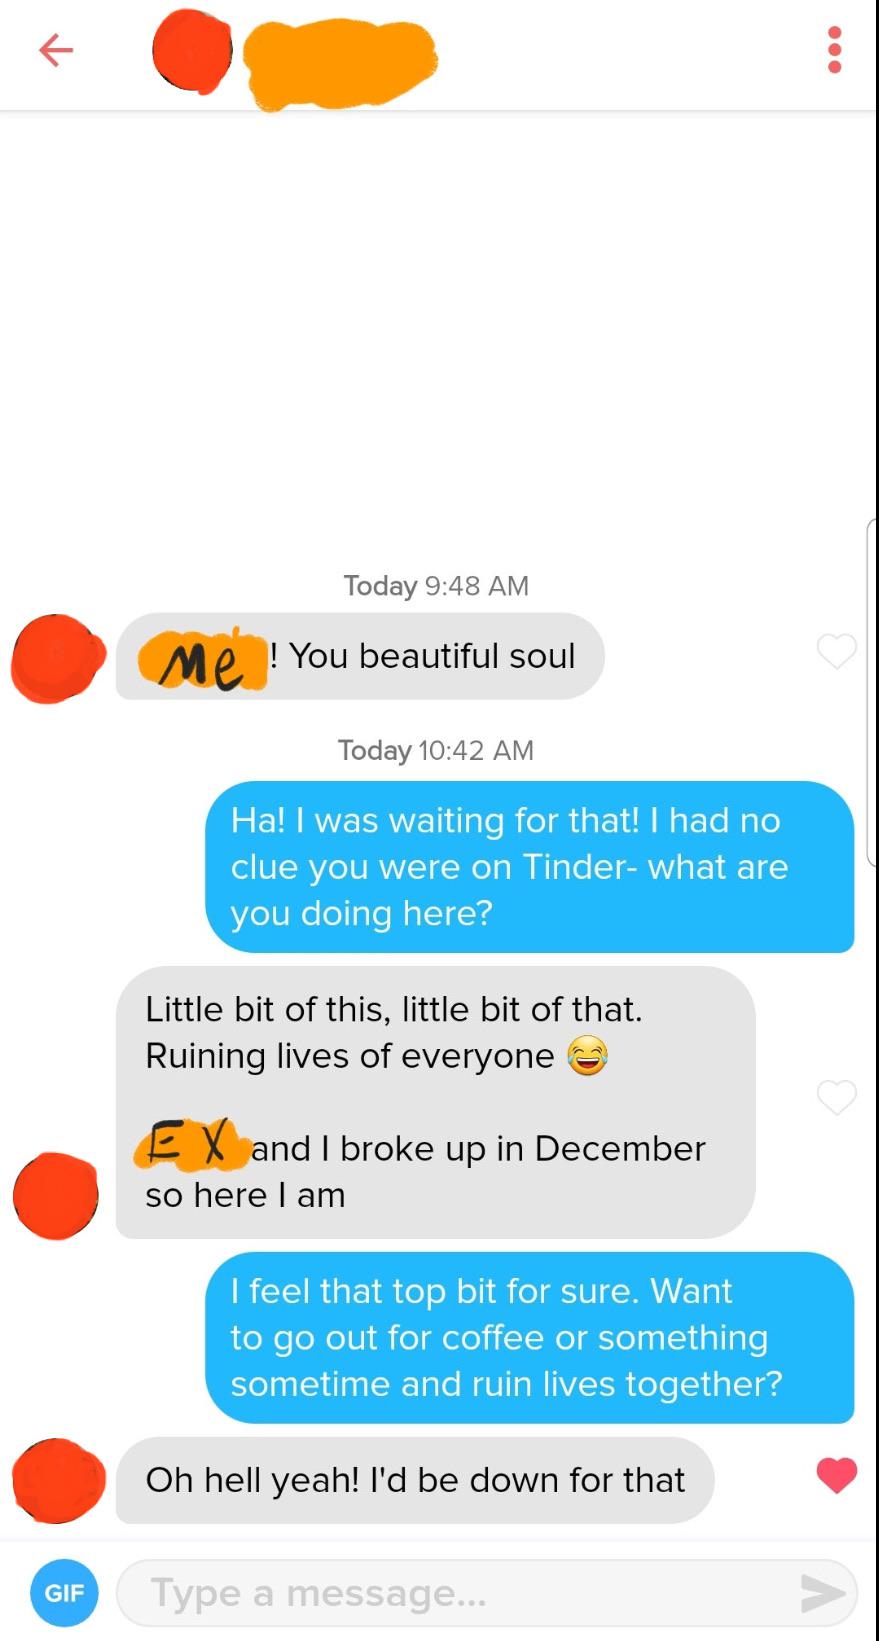 Today 9:48 AM
Me! You beautiful soul
Today 10:42 AM
Ha! I was waiting for that! I had no
clue you were on Tinder- what are
you doing here?
Little bit of this, little bit of that.
Ruining lives of everyone 😂
EX and I broke up in December
so here I am
I feel that top bit for sure. Want
to go out for coffee or something
sometime and ruin lives together?
Oh hell yeah! I'd be down for that
GIF
Type a message...